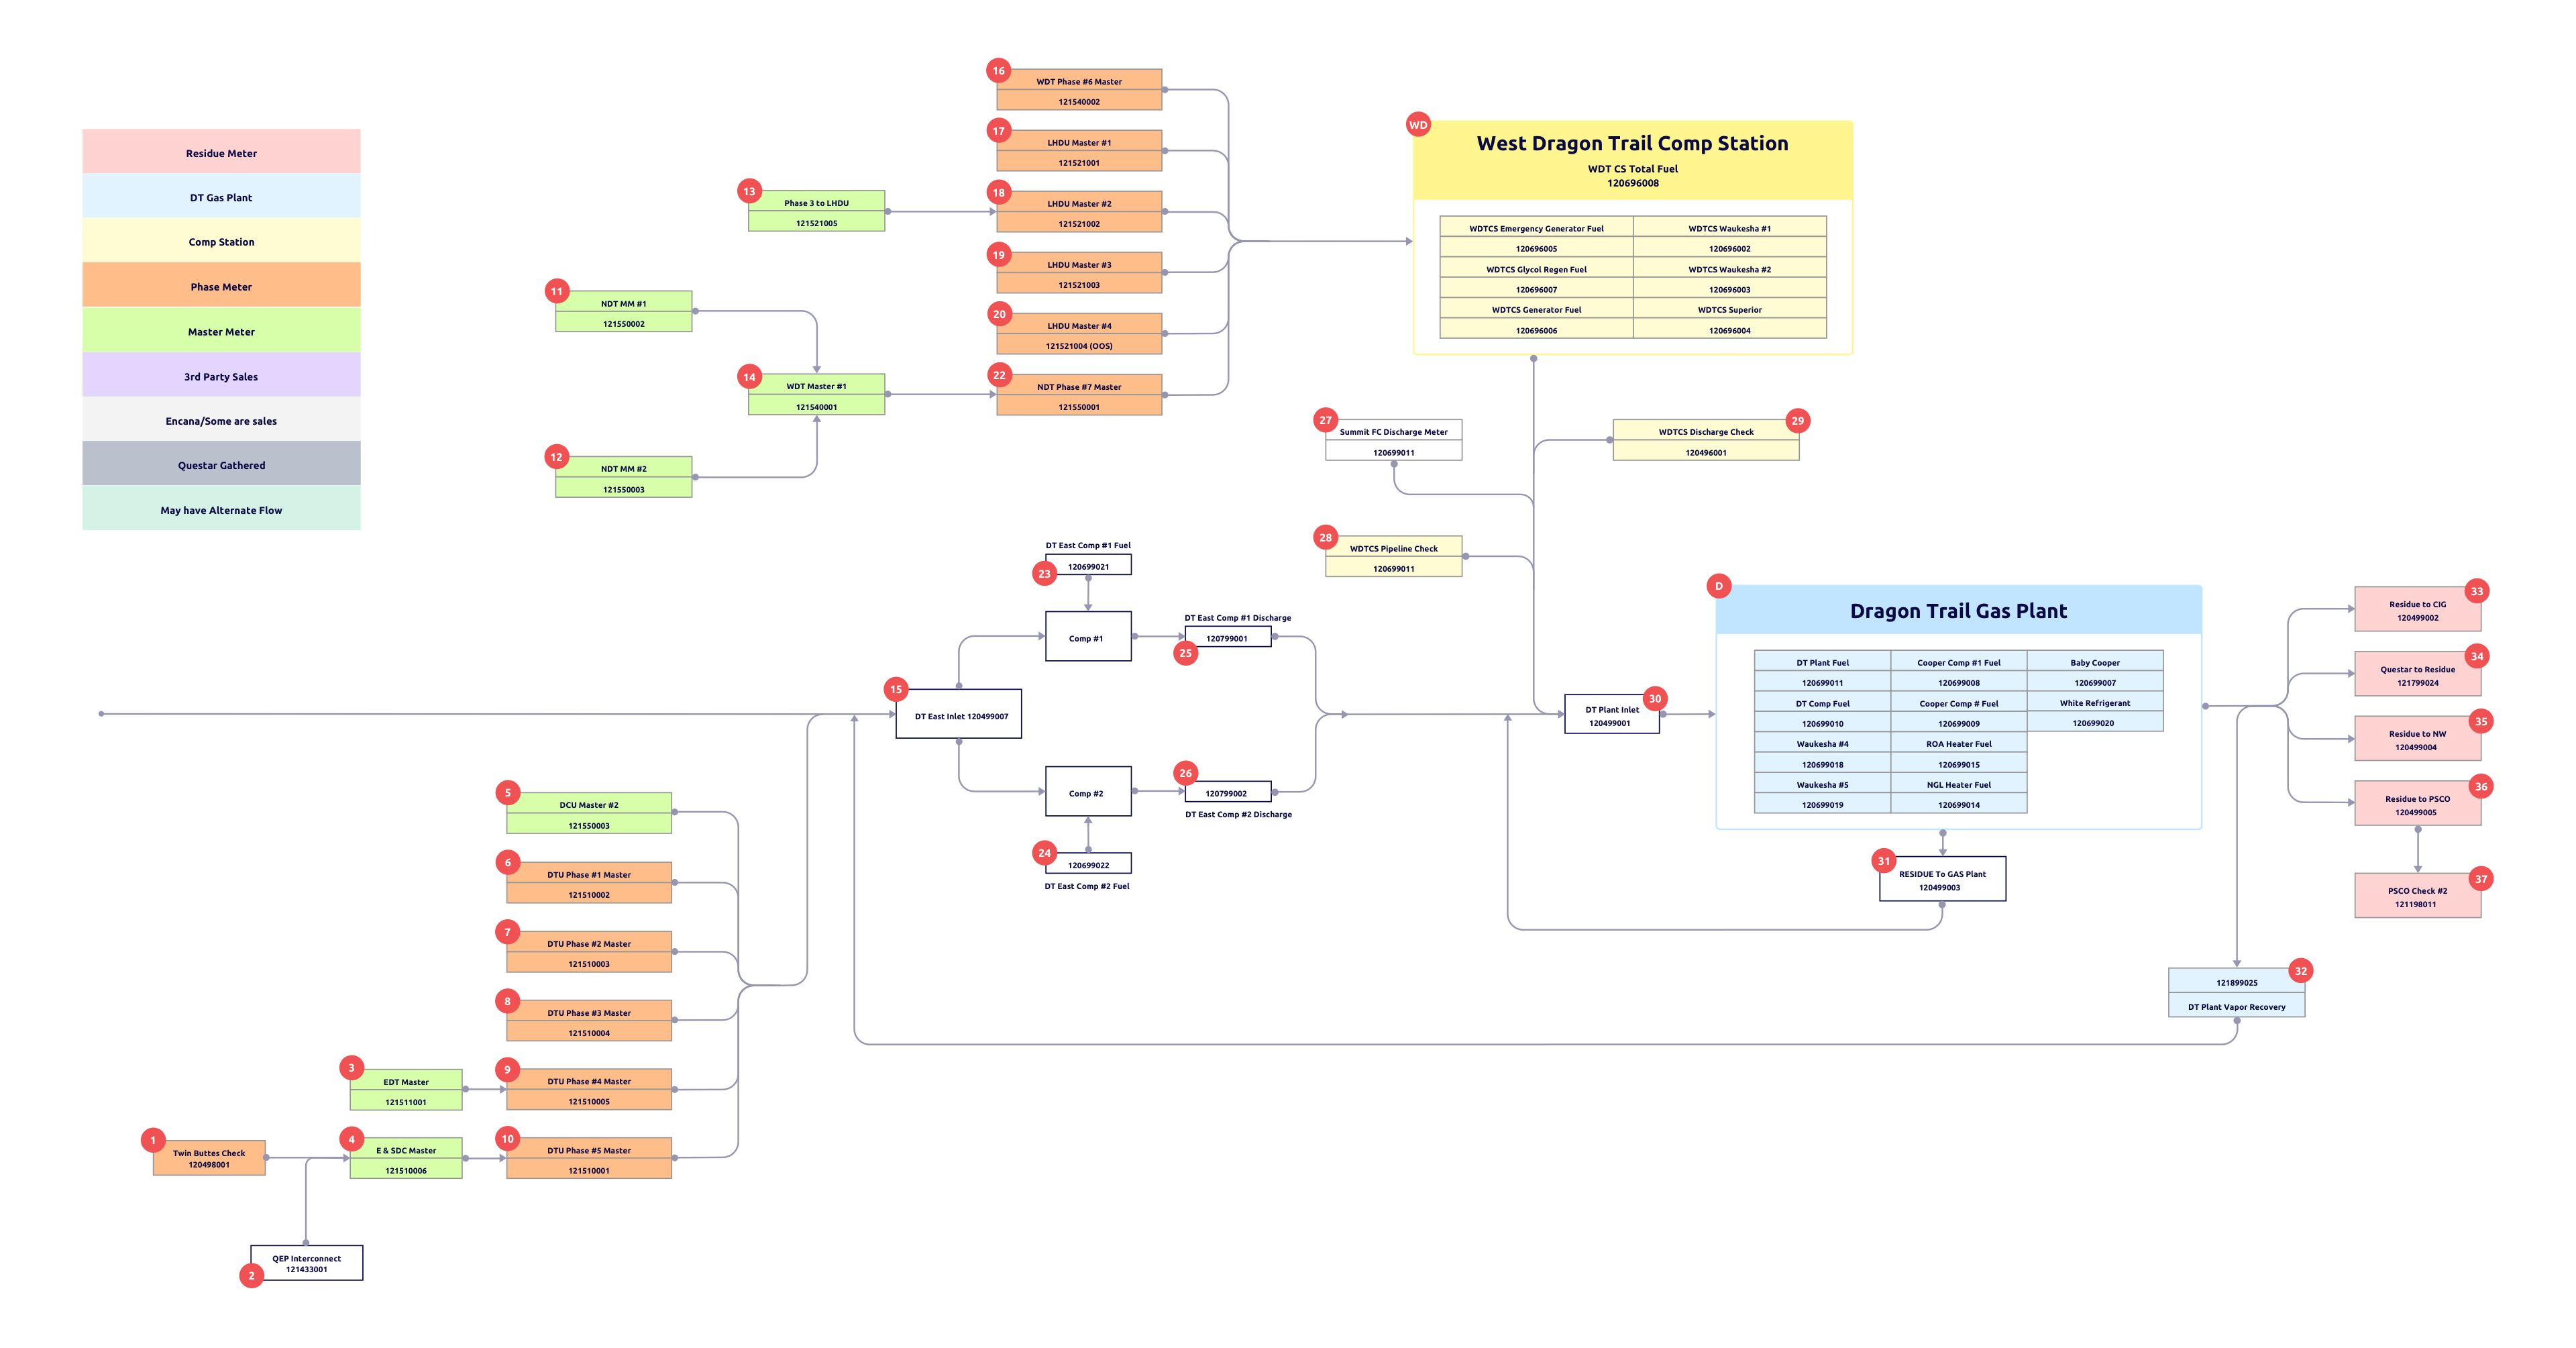 Residue Meter
DT Gas Plant
Comp Station
Phase Meter
Master Meter
3rd Party Sales
Encana/Some are sales
Questar Gathered
May have Alternate Flow
16
WDT Phase #6 Master
121540002
17
LHDU Master #1
121521001
13
Phase 3 to LHDU
121521005
18
LHDU Master #2
121521002
19
LHDU Master #3
121521003
11
NDT MM #1
121550002
20
LHDU Master #4
121521004 (OOS)
14
WDT Master #1
121540001
22
NDT Phase #7 Master
121550001
12
NDT MM #2
121550003
WD
West Dragon Trail Comp Station
WDT CS Total Fuel
120696008
WDTCS Emergency Generator Fuel
120696005
WDTCS Waukesha #1
120696002
WDTCS Glycol Regen Fuel
120696007
WDTCS Waukesha #2
120696003
WDTCS Generator Fuel
120696006
WDTCS Superior
120696004
27
Summit FC Discharge Meter
120699011
29
WDTCS Discharge Check
120496001
28
WDTCS Pipeline Check
120699011
DT East Comp #1 Fuel
120699021
23
Comp #1
DT East Comp #1 Discharge
120799001
25
15
DT East Inlet 120499007
Comp #2
26
120799002
DT East Comp #2 Discharge
24
120699022
DT East Comp #2 Fuel
30
DT Plant Inlet
120499001
D
Dragon Trail Gas Plant
DT Plant Fuel
120699011
Cooper Comp #1 Fuel
120699008
Baby Cooper
120699007
DT Comp Fuel
120699010
Cooper Comp # Fuel
120699009
White Refrigerant
120699020
Waukesha #4
120699018
ROA Heater Fuel
120699015
Waukesha #5
120699019
NGL Heater Fuel
120699014
31
RESIDUE To GAS Plant
120499003
33
Residue to CIG
120499002
34
Questar to Residue
121799024
35
Residue to NW
120499004
36
Residue to PSCO
120499005
37
PSCO Check #2
121198011
32
121899025
DT Plant Vapor Recovery
5
DCU Master #2
121550003
6
DTU Phase #1 Master
121510002
7
DTU Phase #2 Master
121510003
8
DTU Phase #3 Master
121510004
3
EDT Master
121511001
9
DTU Phase #4 Master
121510005
1
Twin Buttes Check
120498001
4
E & SDC Master
121510006
10
DTU Phase #5 Master
121510001
QEP Interconnect
121433001
2